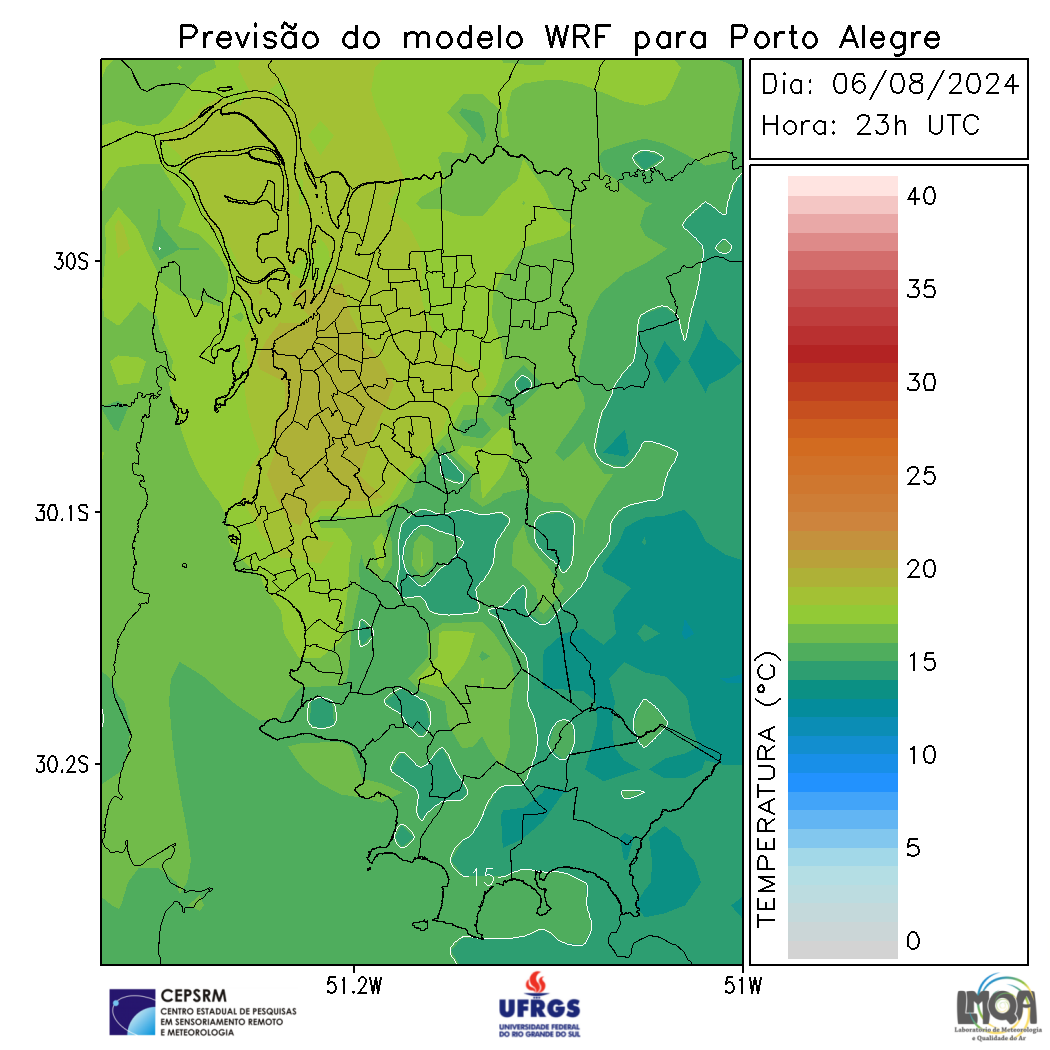 Previsão do modelo WRF para Porto Alegre
Dia: 06/08/2024
Hora: 23h UTC
30S
30.1S
30.2S
51.2W
51W
15
TEMPERATURA (°C)
40
35
30
25
20
15
10
5
0
CEPSRM
CENTRO ESTADUAL DE PESQUISAS
EM SENSORIAMENTO REMOTO
E METEOROLOGIA
UFRGS
UNIVERSIDADE FEDERAL
DO RIO GRANDE DO SUL
LMQA
Laboratório de Meteorologia
e Qualidade do Ar